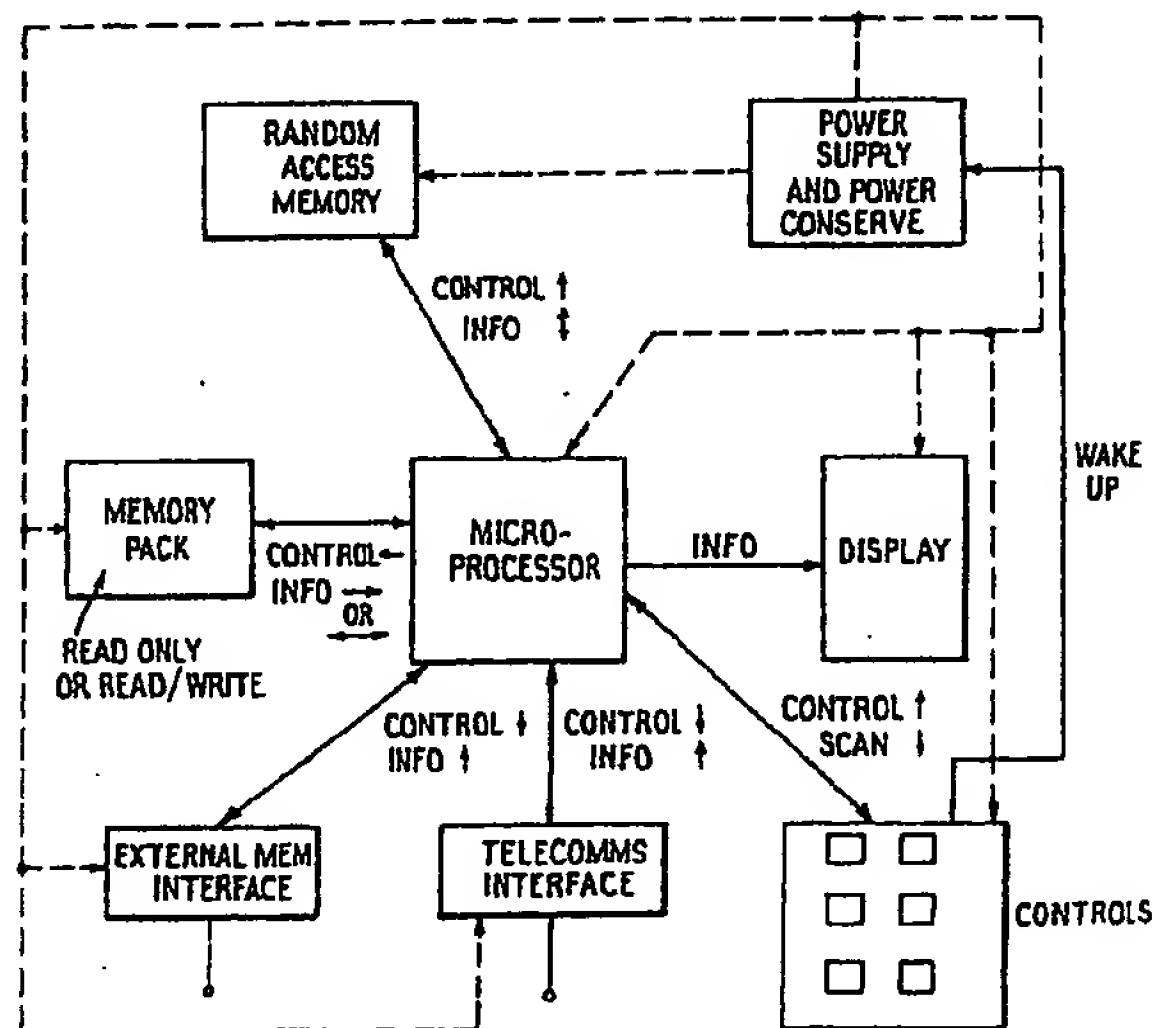 RANDOM
ACCESS
MEMORY
POWER
SUPPLY
AND POWER
CONSERVE
CONTROL ↑
INFO ↕
WAKE
UP
MEMORY
PACK
CONTROL ←
INFO →
OR
↔
MICRO-
PROCESSOR
INFO
DISPLAY
READ ONLY
OR READ/WRITE
CONTROL ↓
INFO ↑
CONTROL ↓
INFO ↑
CONTROL ↑
SCAN ↓
EXTERNAL MEM
INTERFACE
TELECOMMS
INTERFACE
CONTROLS